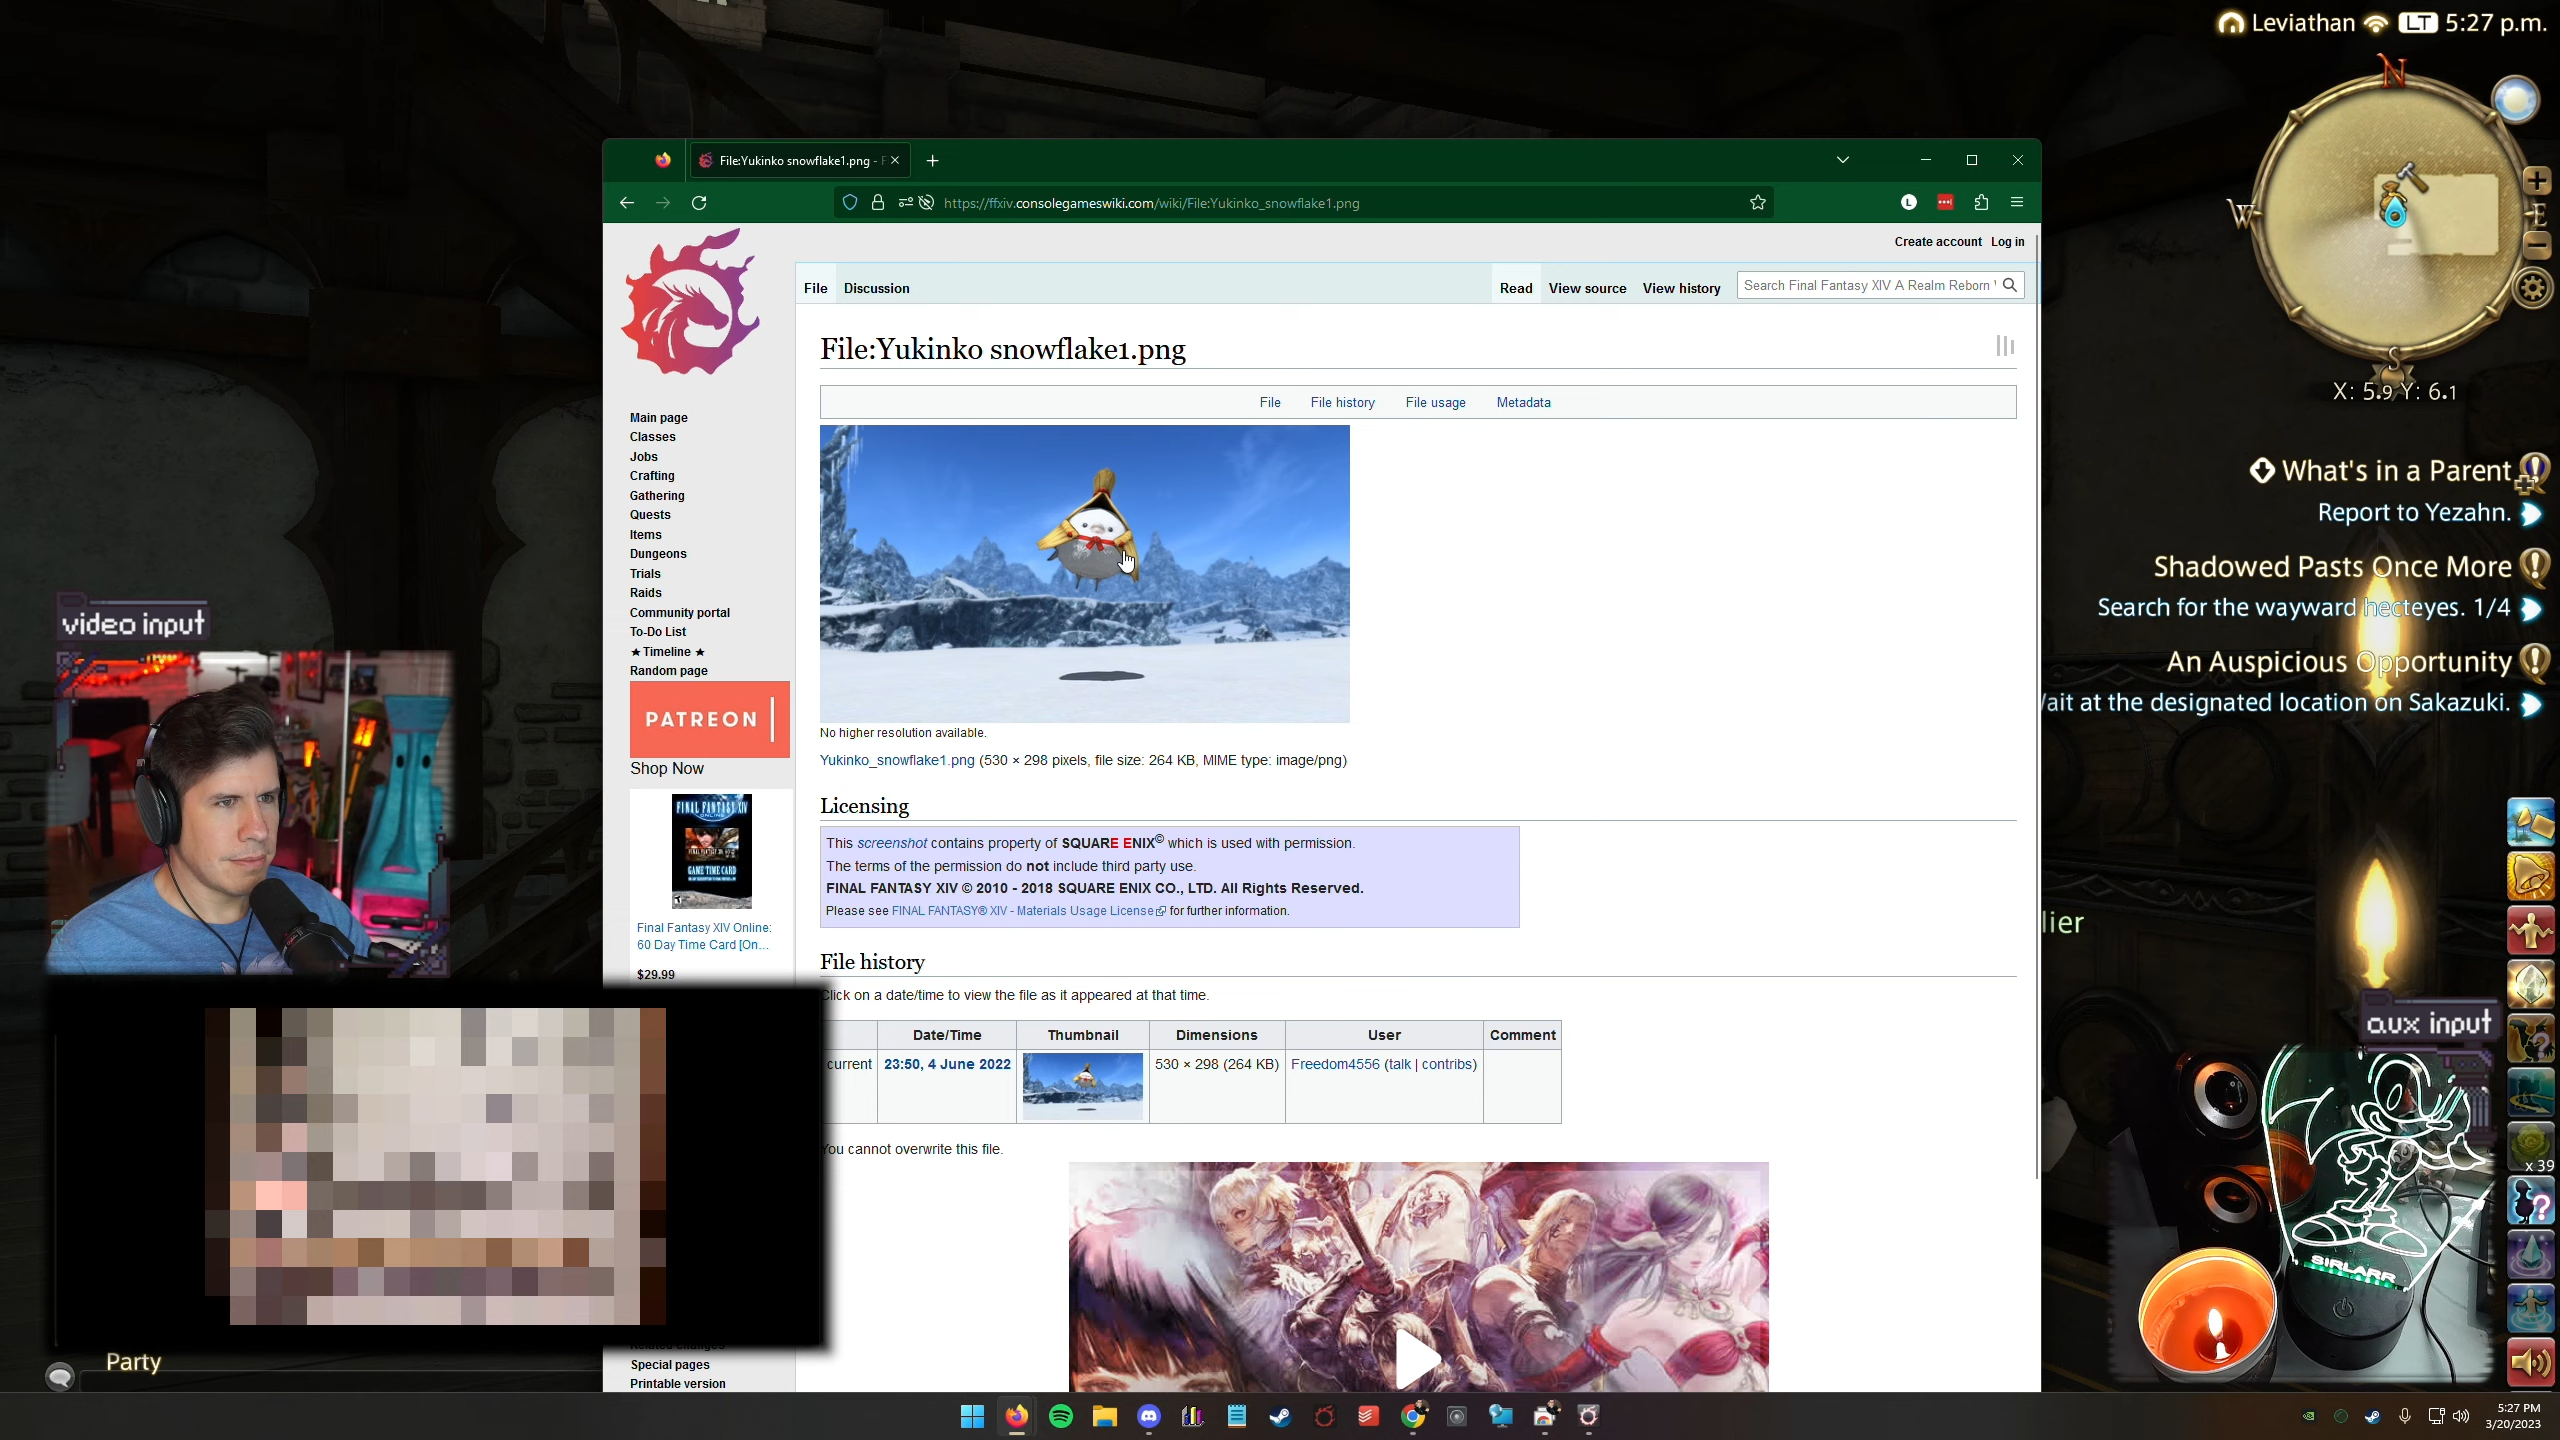 Leviathan LT 5:27 p.m.
N
W
E
S
X: 5.9 Y: 6.1
What's in a Parent
Report to Yezahn.
Shadowed Pasts Once More
Search for the wayward hecteyes. 1/4
An Auspicious Opportunity
ait at the designated location on Sakazuki.
lier
x 39
aux input
SIRLARR
video input
Party
File:Yukinko snowflake1.png - F
https://ffxiv.consolegameswiki.com/wiki/File:Yukinko_snowflake1.png
Create account Log in
File Discussion Read View source View history Search Final Fantasy XIV A Realm Reborn
Main page
Classes
Jobs
Crafting
Gathering
Quests
Items
Dungeons
Trials
Raids
Community portal
To-Do List
★ Timeline ★
Random page
PATREON
Shop Now
FINAL FANTASY XIV
ONLINE
GAME TIME CARD
Final Fantasy XIV Online:
60 Day Time Card [On...
$29.99
Special pages
Printable version
File:Yukinko snowflake1.png
File File history File usage Metadata
No higher resolution available.
Yukinko_snowflake1.png (530 × 298 pixels, file size: 264 KB, MIME type: image/png)
Licensing
This screenshot contains property of SQUARE ENIX© which is used with permission.
The terms of the permission do not include third party use.
FINAL FANTASY XIV © 2010 - 2018 SQUARE ENIX CO., LTD. All Rights Reserved.
Please see FINAL FANTASY® XIV - Materials Usage License for further information.
File history
Click on a date/time to view the file as it appeared at that time.
Date/Time Thumbnail Dimensions User Comment
current 23:50, 4 June 2022 530 × 298 (264 KB) Freedom4556 (talk | contribs)
You cannot overwrite this file.
5:27 PM
3/20/2023